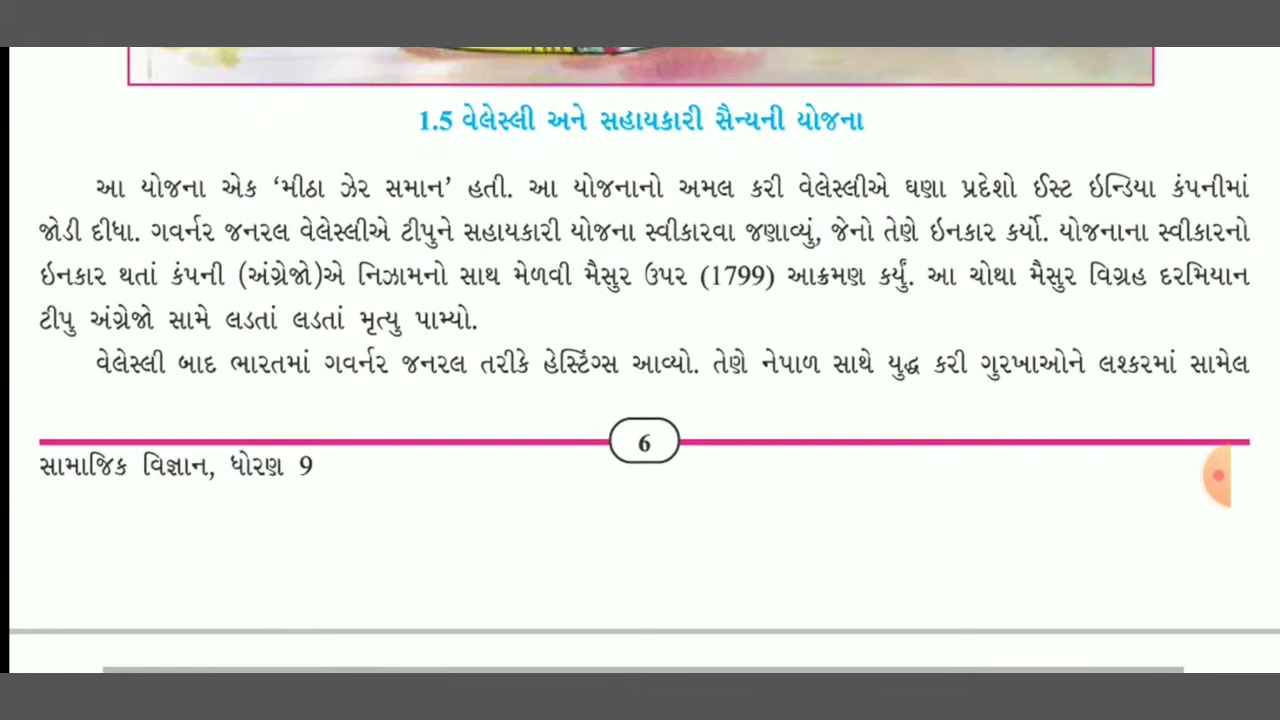 1.5 વેલેસ્લી અને સહાયકારી સૈન્યની યોજના
આ યોજના એક ‘મીઠા ઝેર સમાન’ હતી. આ યોજનાનો અમલ કરી વેલેસ્લીએ ઘણા પ્રદેશો ઈસ્ટ ઇન્ડિયા કંપનીમાં
જોડી દીધા. ગવર્નર જનરલ વેલેસ્લીએ ટીપુને સહાયકારી યોજના સ્વીકારવા જણાવ્યું, જેનો તેણે ઇનકાર કર્યો. યોજનાના સ્વીકારનો
ઇનકાર થતાં કંપની (અંગ્રેજો)એ નિઝામનો સાથ મેળવી મૈસુર ઉપર (1799) આક્રમણ કર્યું. આ ચોથા મૈસુર વિગ્રહ દરમિયાન
ટીપુ અંગ્રેજો સામે લડતાં લડતાં મૃત્યુ પામ્યો.
વેલેસ્લી બાદ ભારતમાં ગવર્નર જનરલ તરીકે હેસ્ટિંગ્સ આવ્યો. તેણે નેપાળ સાથે યુદ્ધ કરી ગુરખાઓને લશ્કરમાં સામેલ
6
સામાજિક વિજ્ઞાન, ધોરણ 9